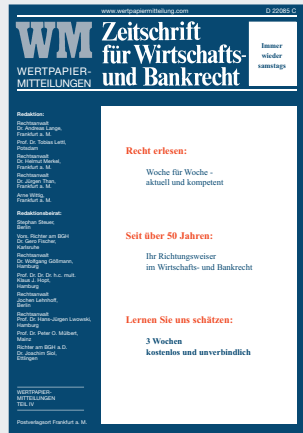 www.wertpapiermitteilung.com
D 22085 C
WM
WERTPAPIER-
MITTEILUNGEN
Zeitschrift
für Wirtschafts-
und Bankrecht
Immer
wieder
samstags
Redaktion:
Rechtsanwalt
Dr. Andreas Lange,
Frankfurt a. M.
Prof. Dr. Tobias Lettl,
Potsdam
Rechtsanwalt
Dr. Helmut Merkel,
Frankfurt a. M.
Rechtsanwalt
Dr. Jürgen Than,
Frankfurt a. M.
Arne Wittig,
Frankfurt a. M.
Redaktionsbeirat:
Stephan Steuer,
Berlin
Vors. Richter am BGH
Dr. Gero Fischer,
Karlsruhe
Rechtsanwalt
Dr. Wolfgang Gößmann,
Hamburg
Prof. Dr. Dr. Dr. h.c. mult.
Klaus J. Hopt,
Hamburg
Rechtsanwalt
Jochen Lehnhoff,
Berlin
Rechtsanwalt
Prof. Dr. Hans-Jürgen Lwowski,
Hamburg
Prof. Dr. Peter O. Mülbert,
Mainz
Richter am BGH a.D.
Dr. Joachim Siol,
Ettlingen
WERTPAPIER-
MITTEILUNGEN
TEIL IV
Postverlagsort Frankfurt a. M.
Recht erlesen:
Woche für Woche -
aktuell und kompetent
Seit über 50 Jahren:
Ihr Richtungsweiser
im Wirtschafts- und Bankrecht
Lernen Sie uns schätzen:
3 Wochen
kostenlos und unverbindlich